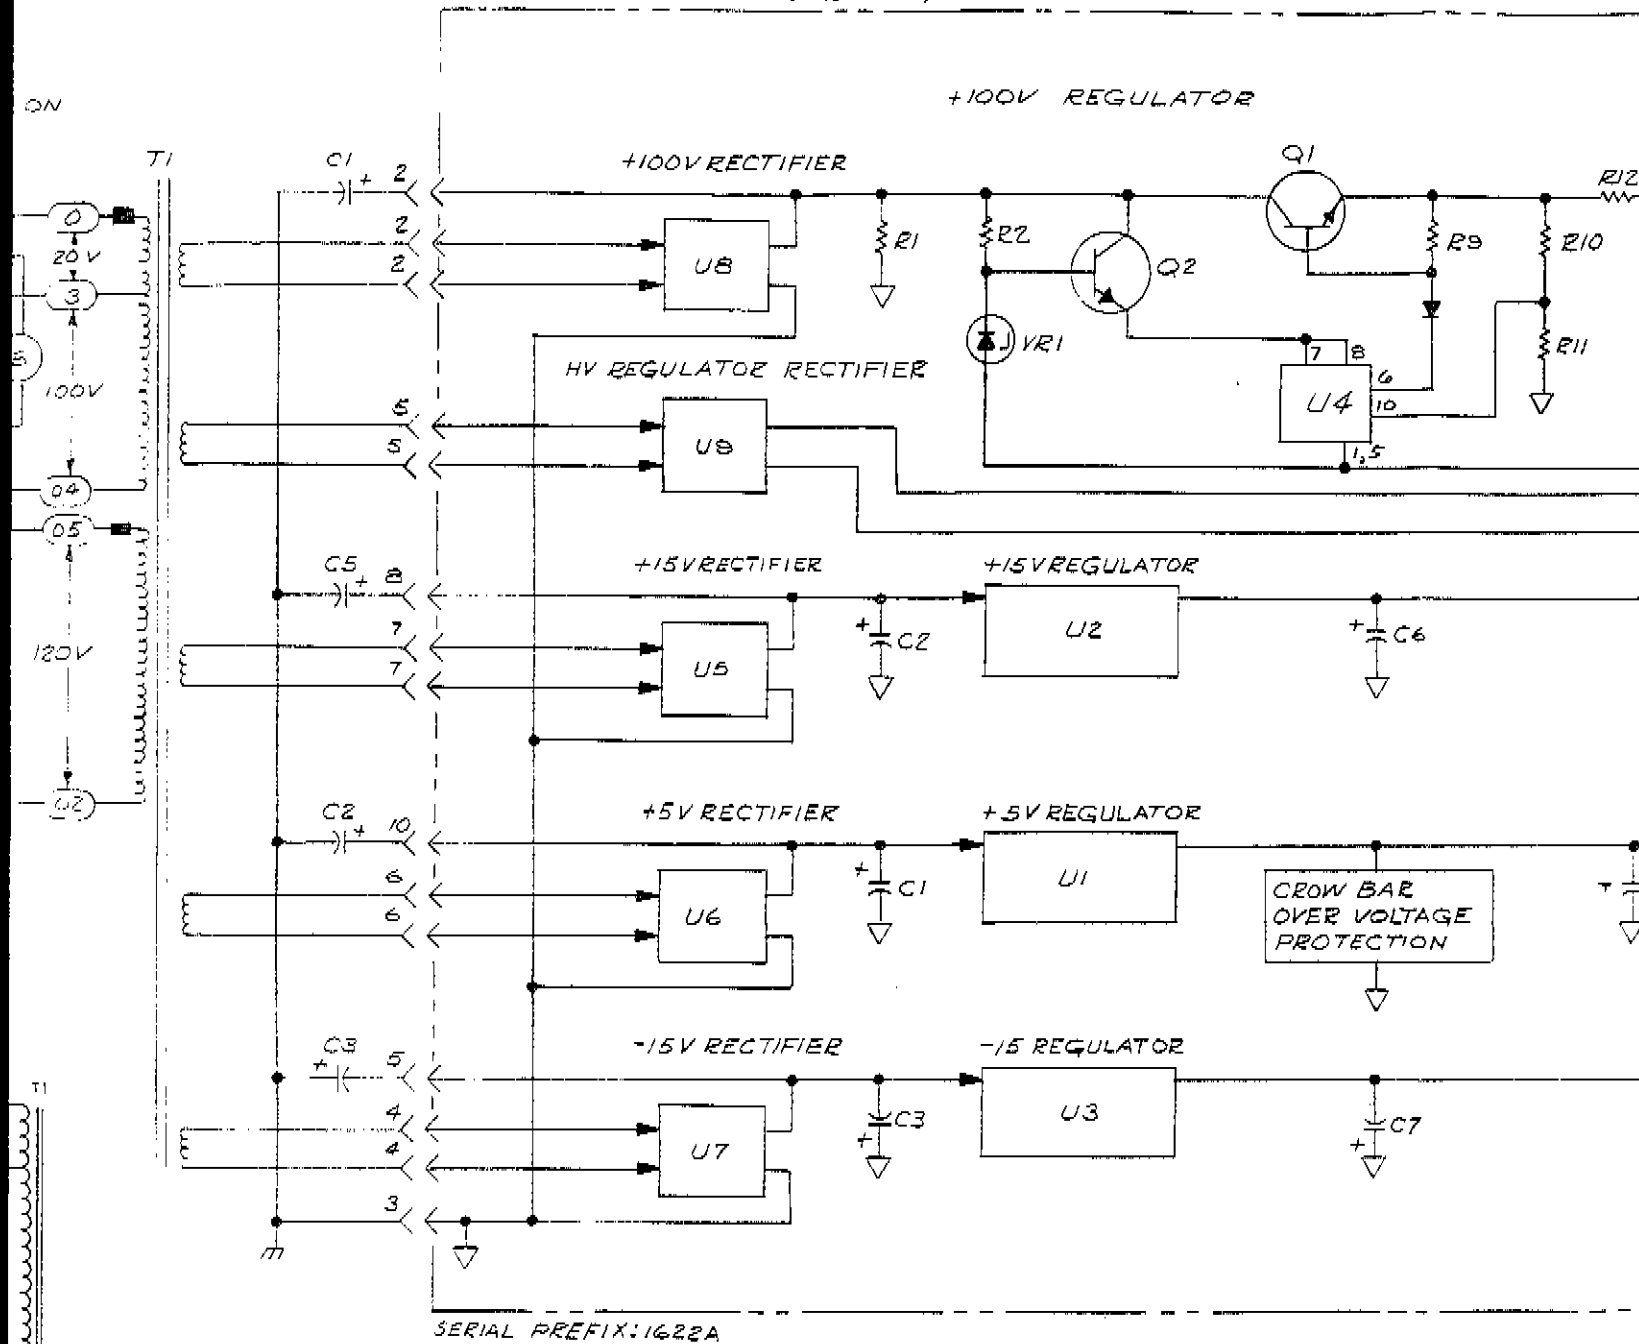 +100V REGULATOR
ON
T1
C1
+
2
+100V RECTIFIER
Q1
R12
0
20V
3
2
2
U8
R1
R2
Q2
R9
R10
VR1
7
8
R11
5
100V
HV REGULATOR RECTIFIER
6
U4
10
1,5
5
U9
04
05
C5
+
8
+15V RECTIFIER
+15V REGULATOR
7
7
U5
+
C2
U2
+
C6
120V
02
C2
+
10
+5V RECTIFIER
+5V REGULATOR
6
6
U6
+
C1
U1
CROW BAR
OVER VOLTAGE
PROTECTION
+
C3
+
5
-15V RECTIFIER
-15 REGULATOR
T1
4
4
U7
C3
+
U3
C7
+
3
SERIAL PREFIX: 1622A